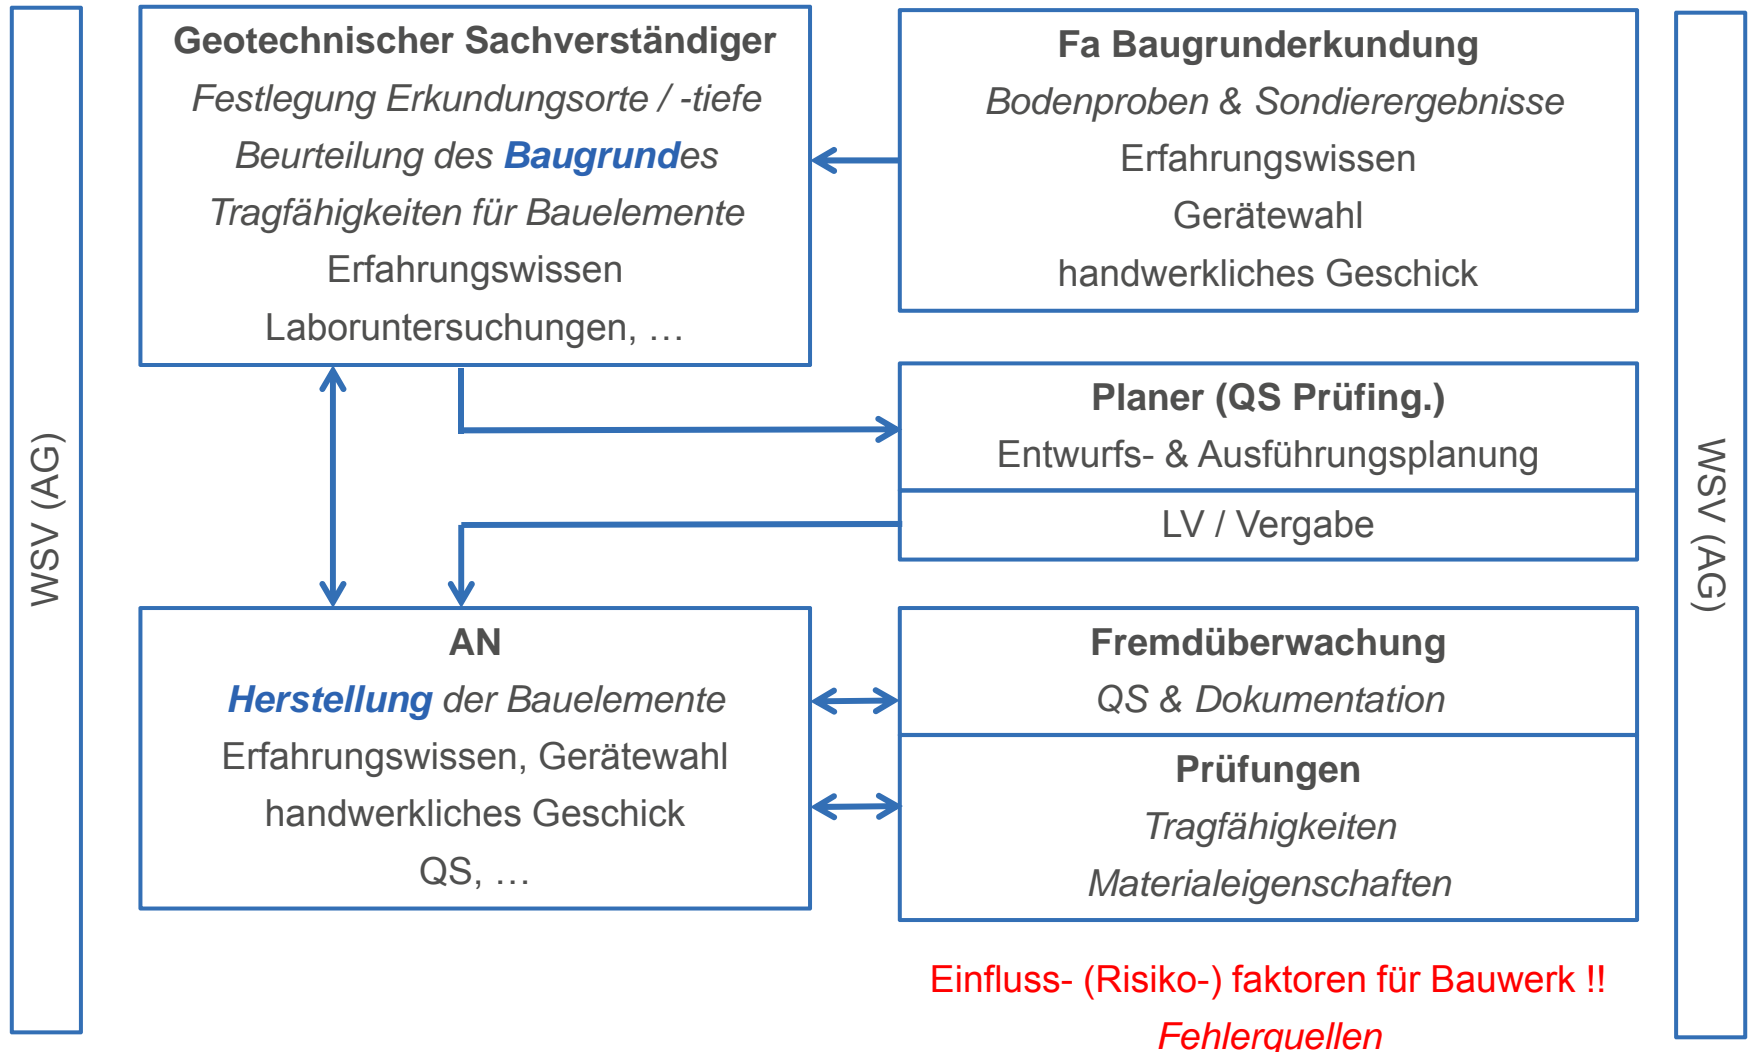 WSV (AG)
Geotechnischer Sachverständiger
Festlegung Erkundungsorte / -tiefe
Beurteilung des Baugrundes
Tragfähigkeiten für Bauelemente
Erfahrungswissen
Laboruntersuchungen, …
Fa Baugrunderkundung
Bodenproben & Sondierergebnisse
Erfahrungswissen
Gerätewahl
handwerkliches Geschick
Planer (QS Prüfing.)
Entwurfs- & Ausführungsplanung
LV / Vergabe
AN
Herstellung der Bauelemente
Erfahrungswissen, Gerätewahl
handwerkliches Geschick
QS, …
Fremdüberwachung
QS & Dokumentation
Prüfungen
Tragfähigkeiten
Materialeigenschaften
WSV (AG)
Einfluss- (Risiko-) faktoren für Bauwerk !!
Fehlerquellen